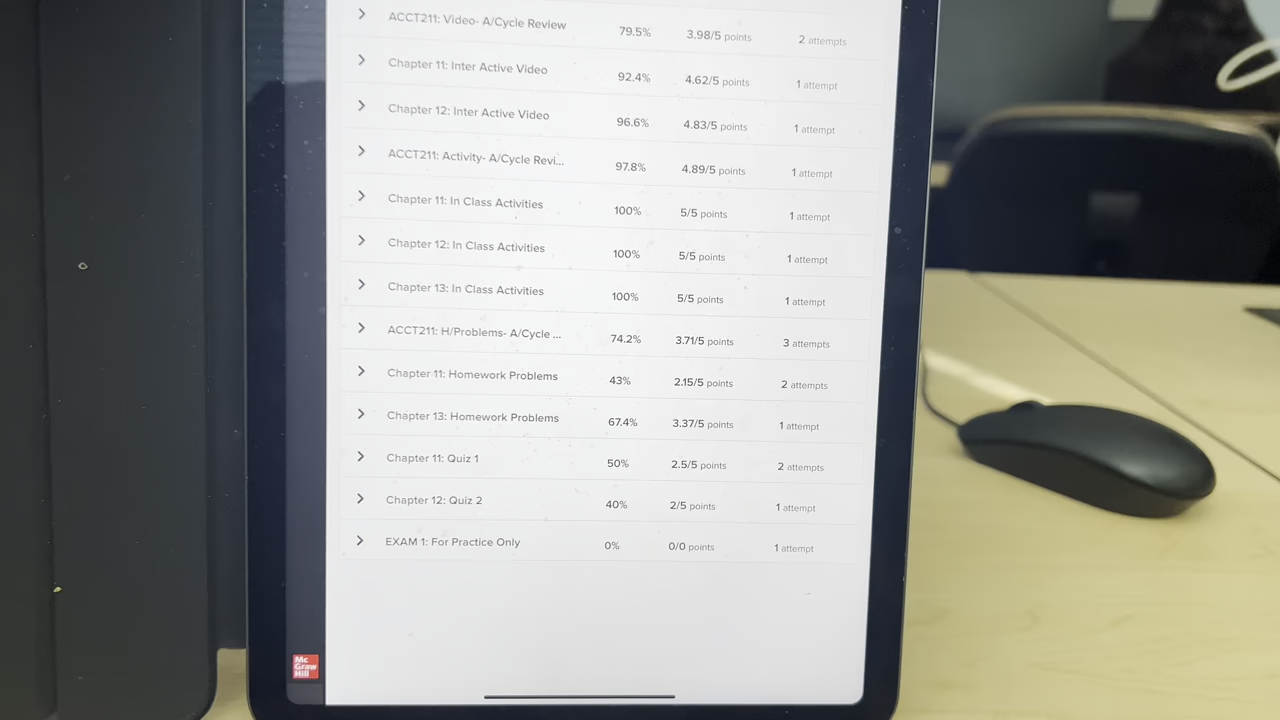 ACCT211: Video- A/Cycle Review 79.5% 3.98/5 points 2 attempts
Chapter 11: Inter Active Video 92.4% 4.62/5 points 1 attempt
Chapter 12: Inter Active Video 96.6% 4.83/5 points 1 attempt
ACCT211: Activity- A/Cycle Revi... 97.8% 4.89/5 points 1 attempt
Chapter 11: In Class Activities 100% 5/5 points 1 attempt
Chapter 12: In Class Activities 100% 5/5 points 1 attempt
Chapter 13: In Class Activities 100% 5/5 points 1 attempt
ACCT211: H/Problems- A/Cycle ... 74.2% 3.71/5 points 3 attempts
Chapter 11: Homework Problems 43% 2.15/5 points 2 attempts
Chapter 13: Homework Problems 67.4% 3.37/5 points 1 attempt
Chapter 11: Quiz 1 50% 2.5/5 points 2 attempts
Chapter 12: Quiz 2 40% 2/5 points 1 attempt
EXAM 1: For Practice Only 0% 0/0 points 1 attempt
Mc
Graw
Hill